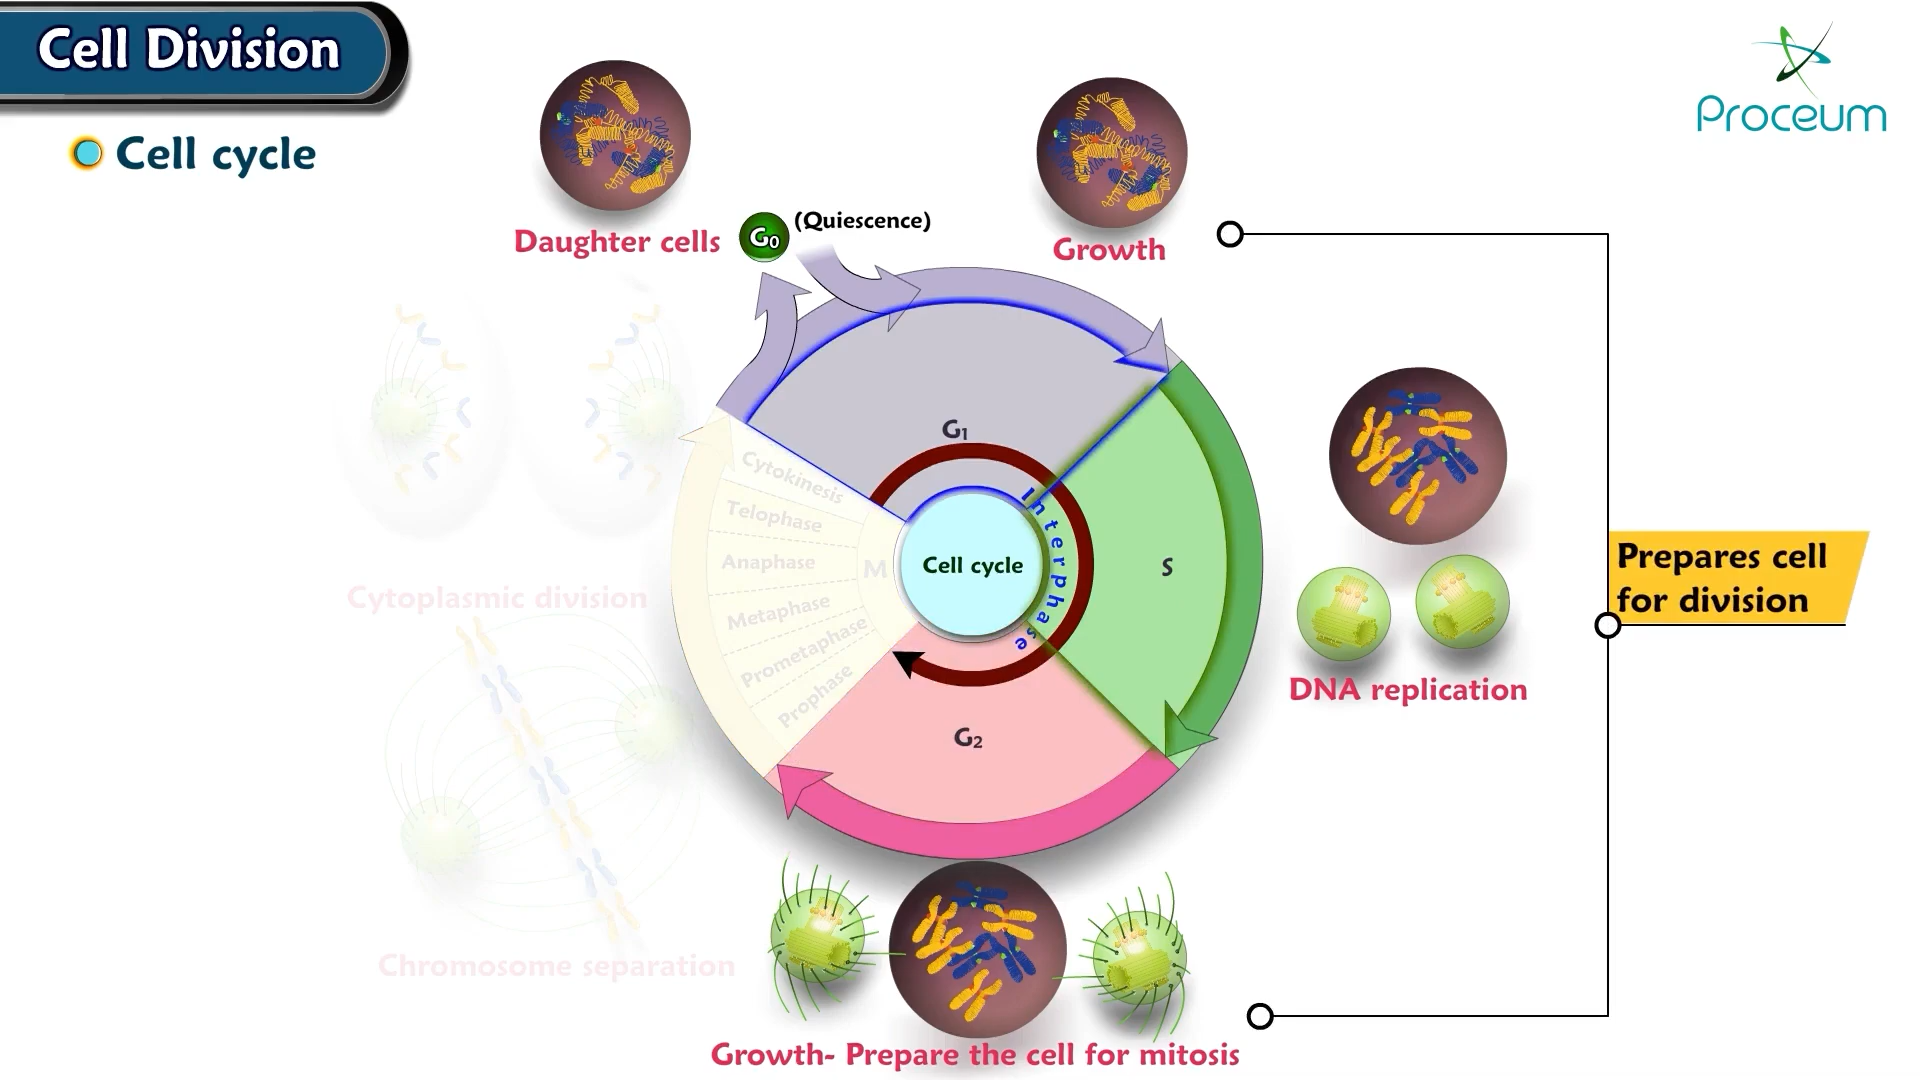 Cell Division
Cell cycle
Proceum
Daughter cells
G0
(Quiescence)
Growth
G1
Cytokinesis
Telophase
Anaphase
Metaphase
Prometaphase
Prophase
M
Cell cycle
Interphase
S
G2
Cytoplasmic division
Chromosome separation
DNA replication
Prepares cell
for division
Growth- Prepare the cell for mitosis